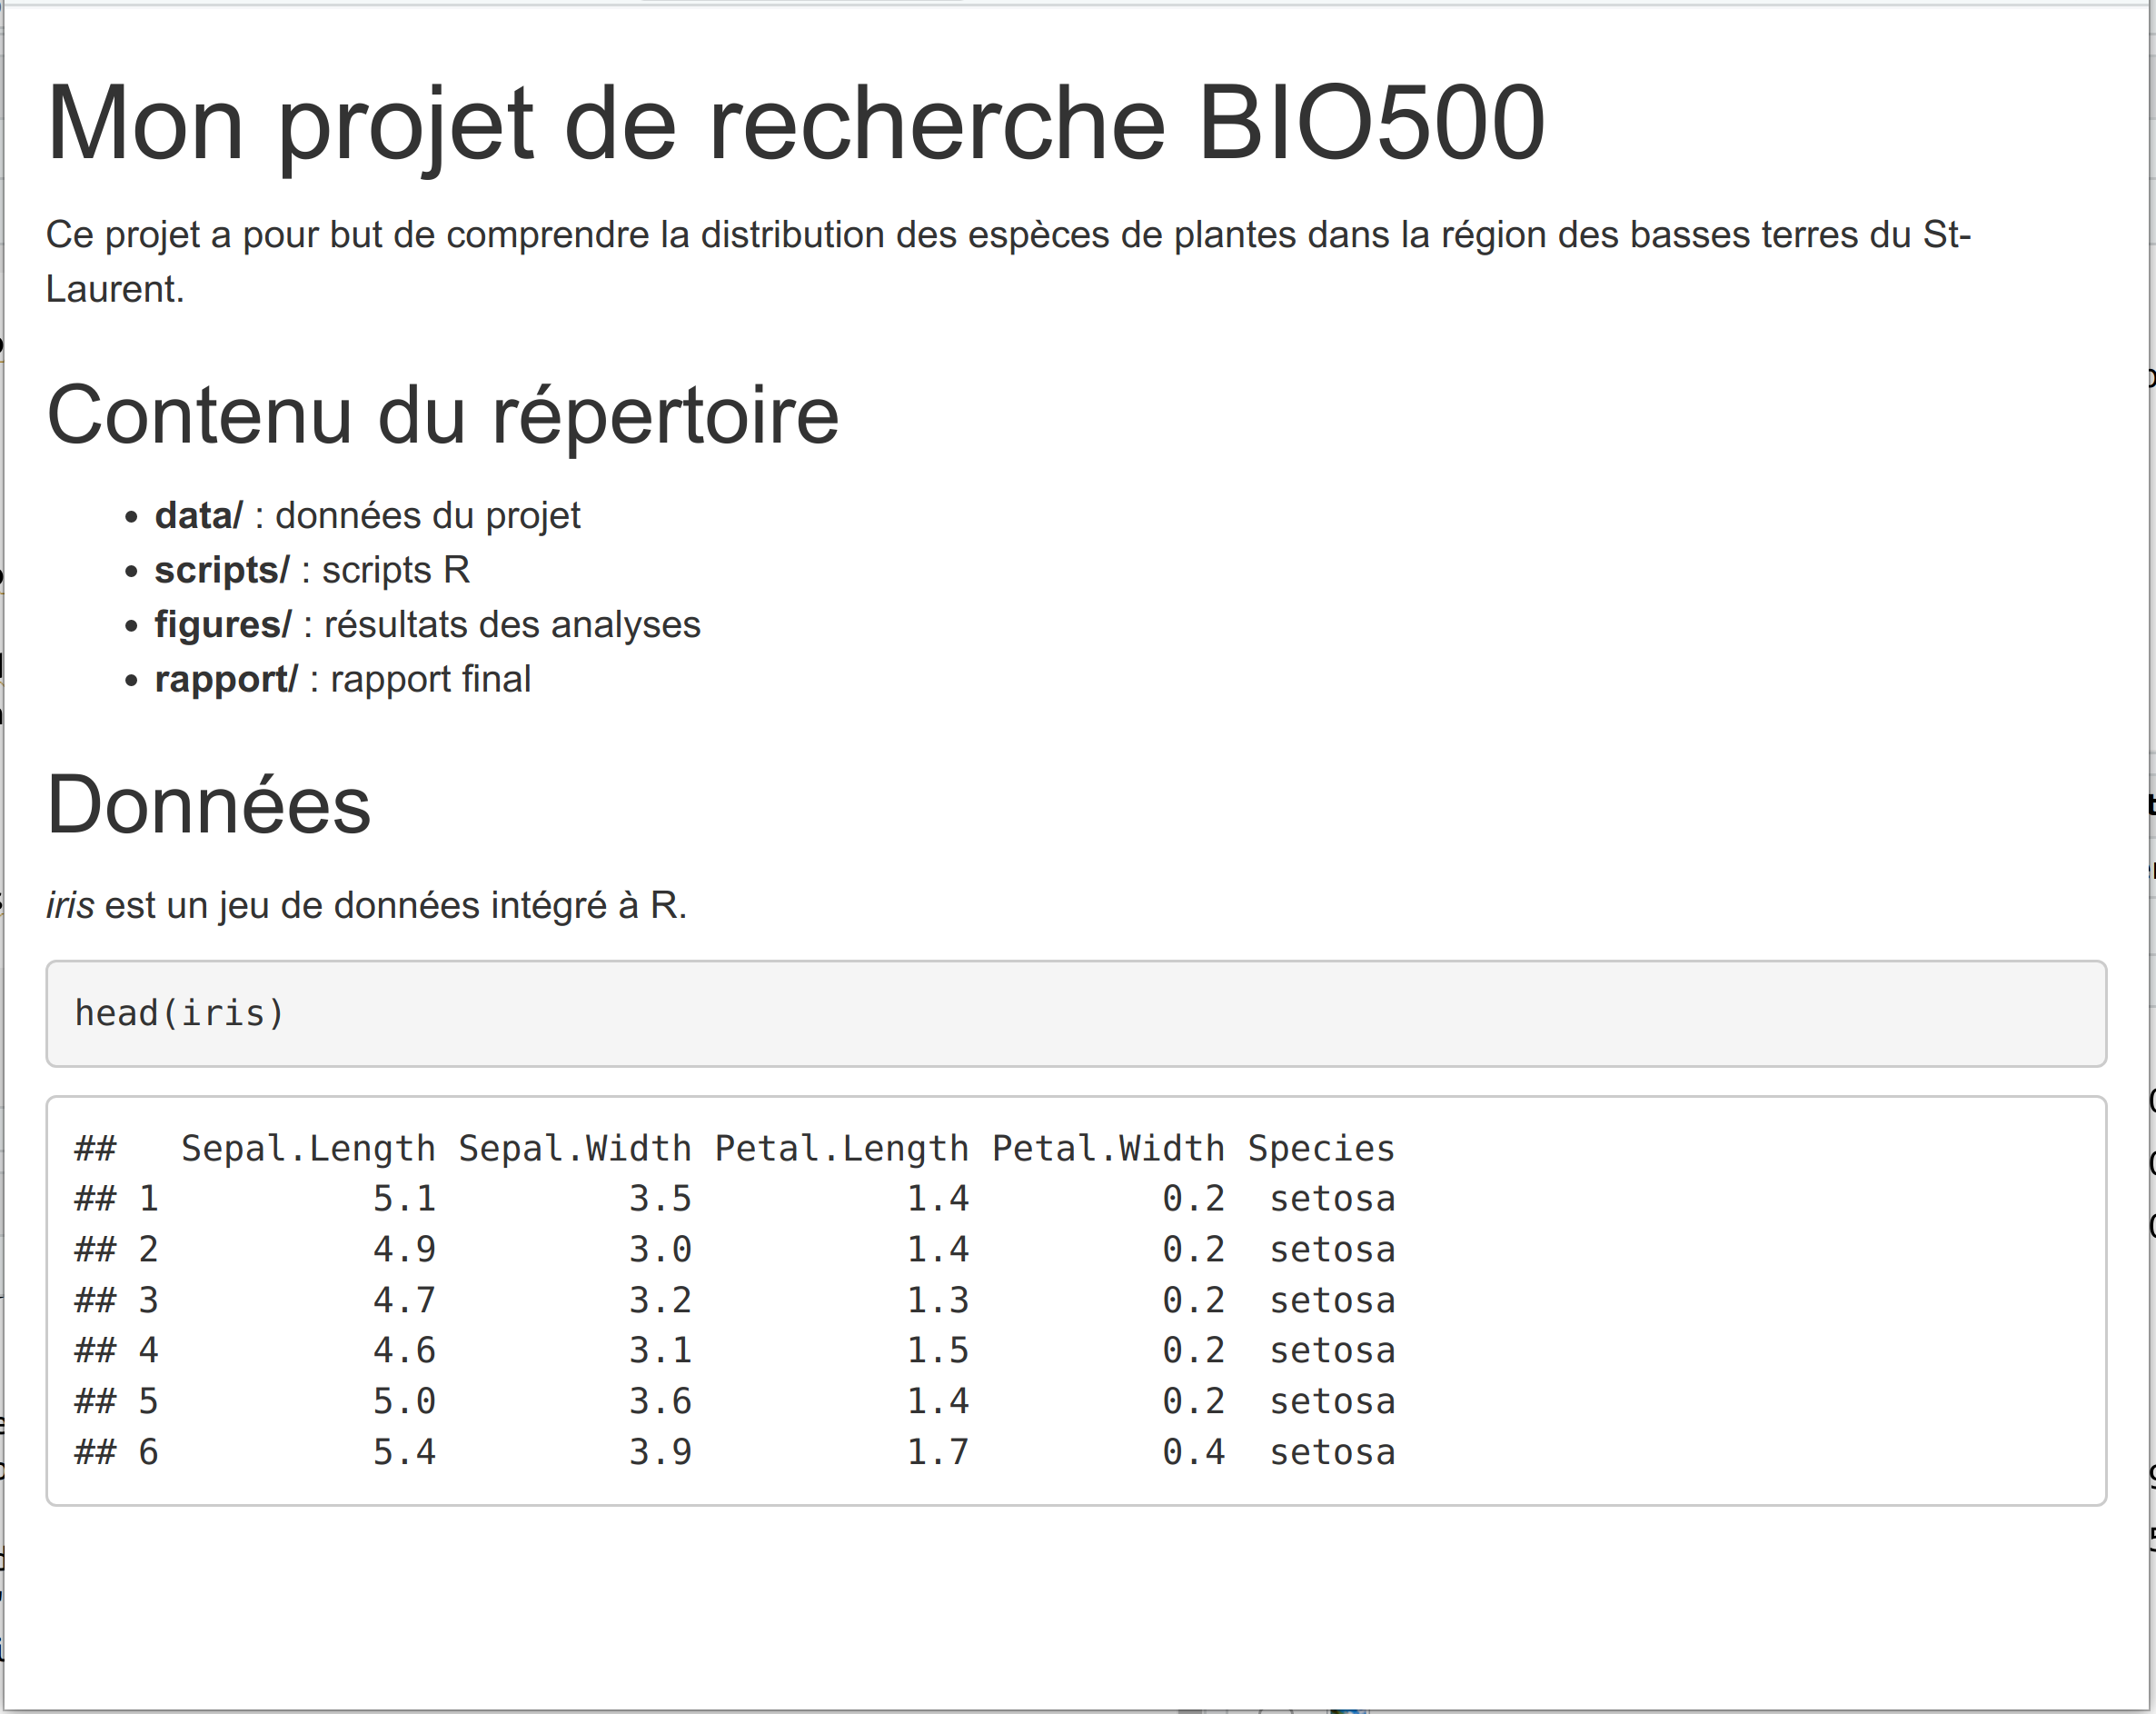 Mon projet de recherche BIO500
Ce projet a pour but de comprendre la distribution des espèces de plantes dans la région des basses terres du St-
Laurent.
Contenu du répertoire
• data/ : données du projet
• scripts/ : scripts R
• figures/ : résultats des analyses
• rapport/ : rapport final
Données
iris est un jeu de données intégré à R.
head(iris)
##   Sepal.Length Sepal.Width Petal.Length Petal.Width Species
## 1          5.1         3.5          1.4         0.2  setosa
## 2          4.9         3.0          1.4         0.2  setosa
## 3          4.7         3.2          1.3         0.2  setosa
## 4          4.6         3.1          1.5         0.2  setosa
## 5          5.0         3.6          1.4         0.2  setosa
## 6          5.4         3.9          1.7         0.4  setosa